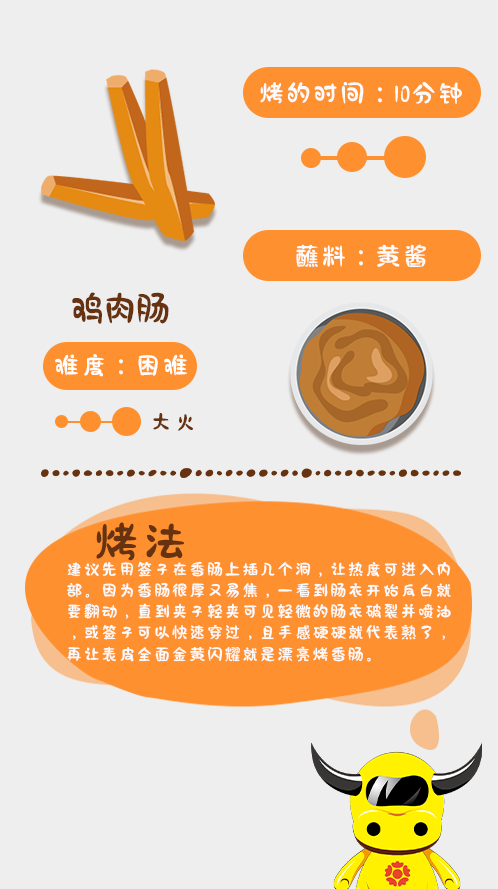 烤的时间：10分钟
蘸料：黄酱
鸡肉肠
难度：困难
大火
烤法
建议先用签子在香肠上插几个洞，让热度可进入内
部。因为香肠很厚又易焦，一看到肠衣开始反白就
要翻动，直到夹子轻夹可见轻微的肠衣破裂并喷油
，或签子可以快速穿过，且手感硬硬就代表熟了，
再让表皮全面金黄闪耀就是漂亮烤香肠。